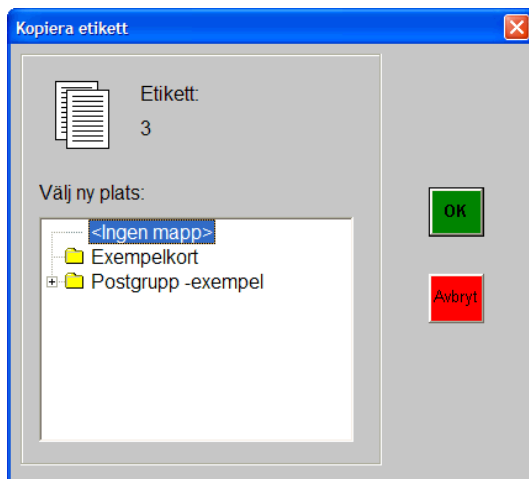 Kopiera etikett
Etikett:
3
Välj ny plats:
<Ingen mapp>
Exempelkort
Postgrupp -exempel
OK
Avbryt